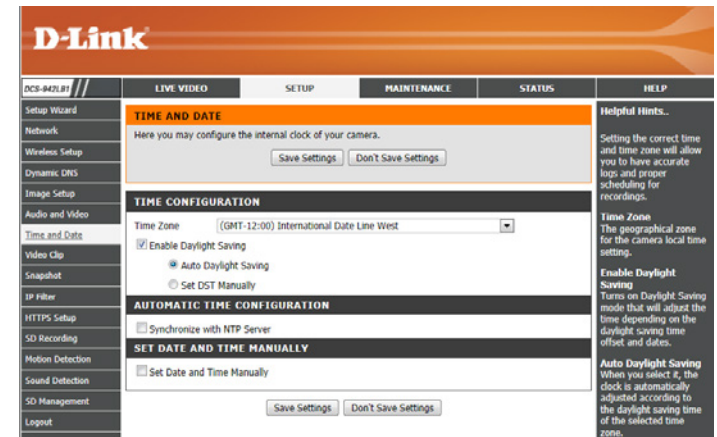 D-Link
DCS-942LB1
LIVE VIDEO
SETUP
MAINTENANCE
STATUS
HELP
Setup Wizard
Network
Wireless Setup
Dynamic DNS
Image Setup
Audio and Video
Time and Date
Video Clip
Snapshot
IP Filter
HTTPS Setup
SD Recording
Motion Detection
Sound Detection
SD Management
Logout
TIME AND DATE
Here you may configure the internal clock of your camera.
Save Settings Don't Save Settings
TIME CONFIGURATION
Time Zone (GMT-12:00) International Date Line West
Enable Daylight Saving
Auto Daylight Saving
Set DST Manually
AUTOMATIC TIME CONFIGURATION
Synchronize with NTP Server
SET DATE AND TIME MANUALLY
Set Date and Time Manually
Save Settings Don't Save Settings
Helpful Hints..
Setting the correct time
and time zone will allow
you to have accurate
logs and proper
scheduling for
recordings.
Time Zone
The geographical zone
for the camera local time
setting.
Enable Daylight
Saving
Turns on Daylight Saving
mode that will adjust the
time depending on the
daylight saving time
offset and dates.
Auto Daylight Saving
When you select it, the
clock is automatically
adjusted according to
the daylight saving time
of the selected time
zone.